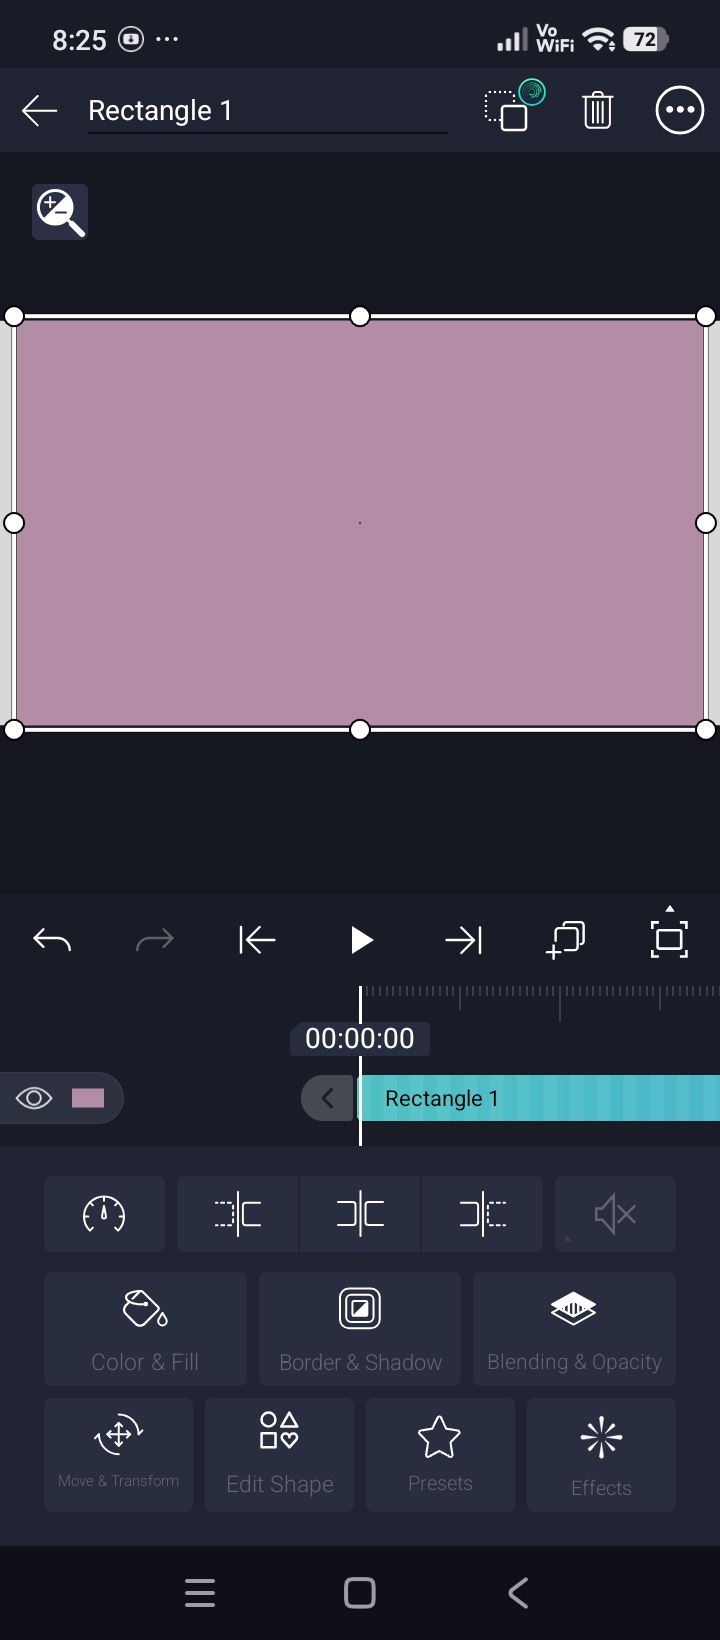 8:25
Vo
WiFi
72
Rectangle 1
00:00:00
Rectangle 1
Color & Fill
Border & Shadow
Blending & Opacity
Move & Transform
Edit Shape
Presets
Effects